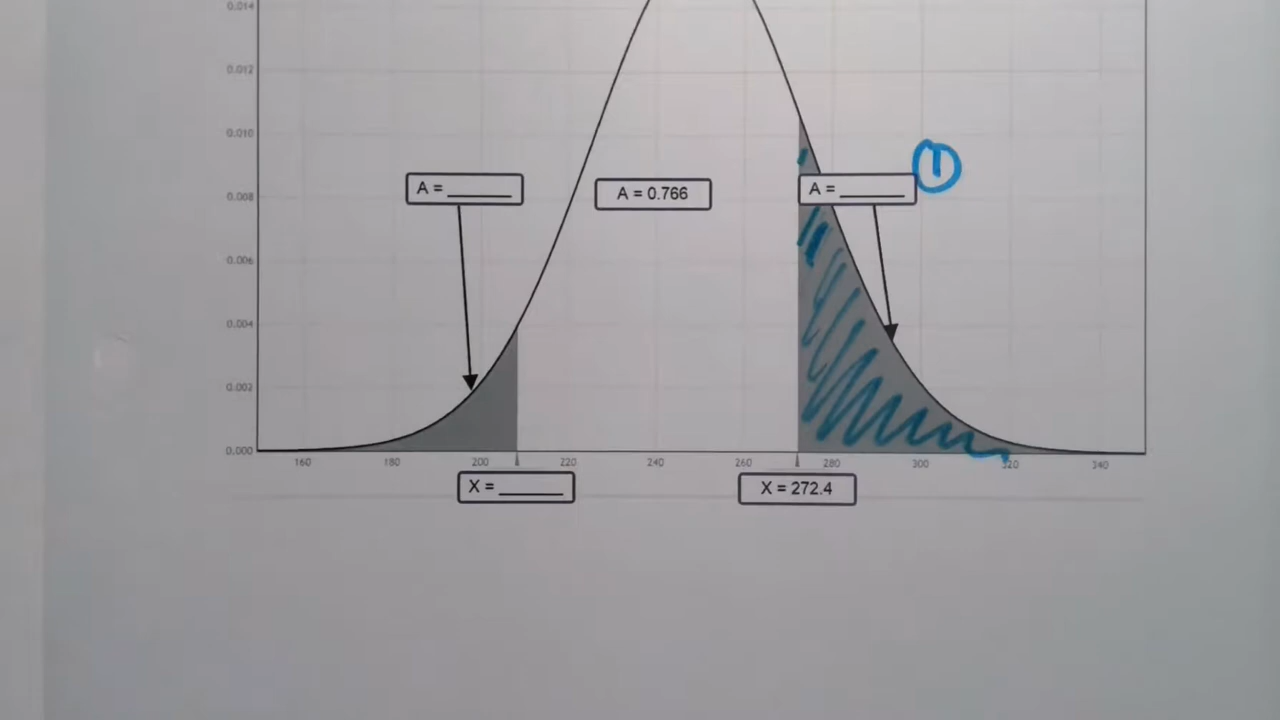 0.014
0.012
0.010
0.008
0.006
0.004
0.002
0.000
A = ______
A = 0.766
A = ______
1
160 180 200 220 240 260 280 300 320 340
X = ______
X = 272.4